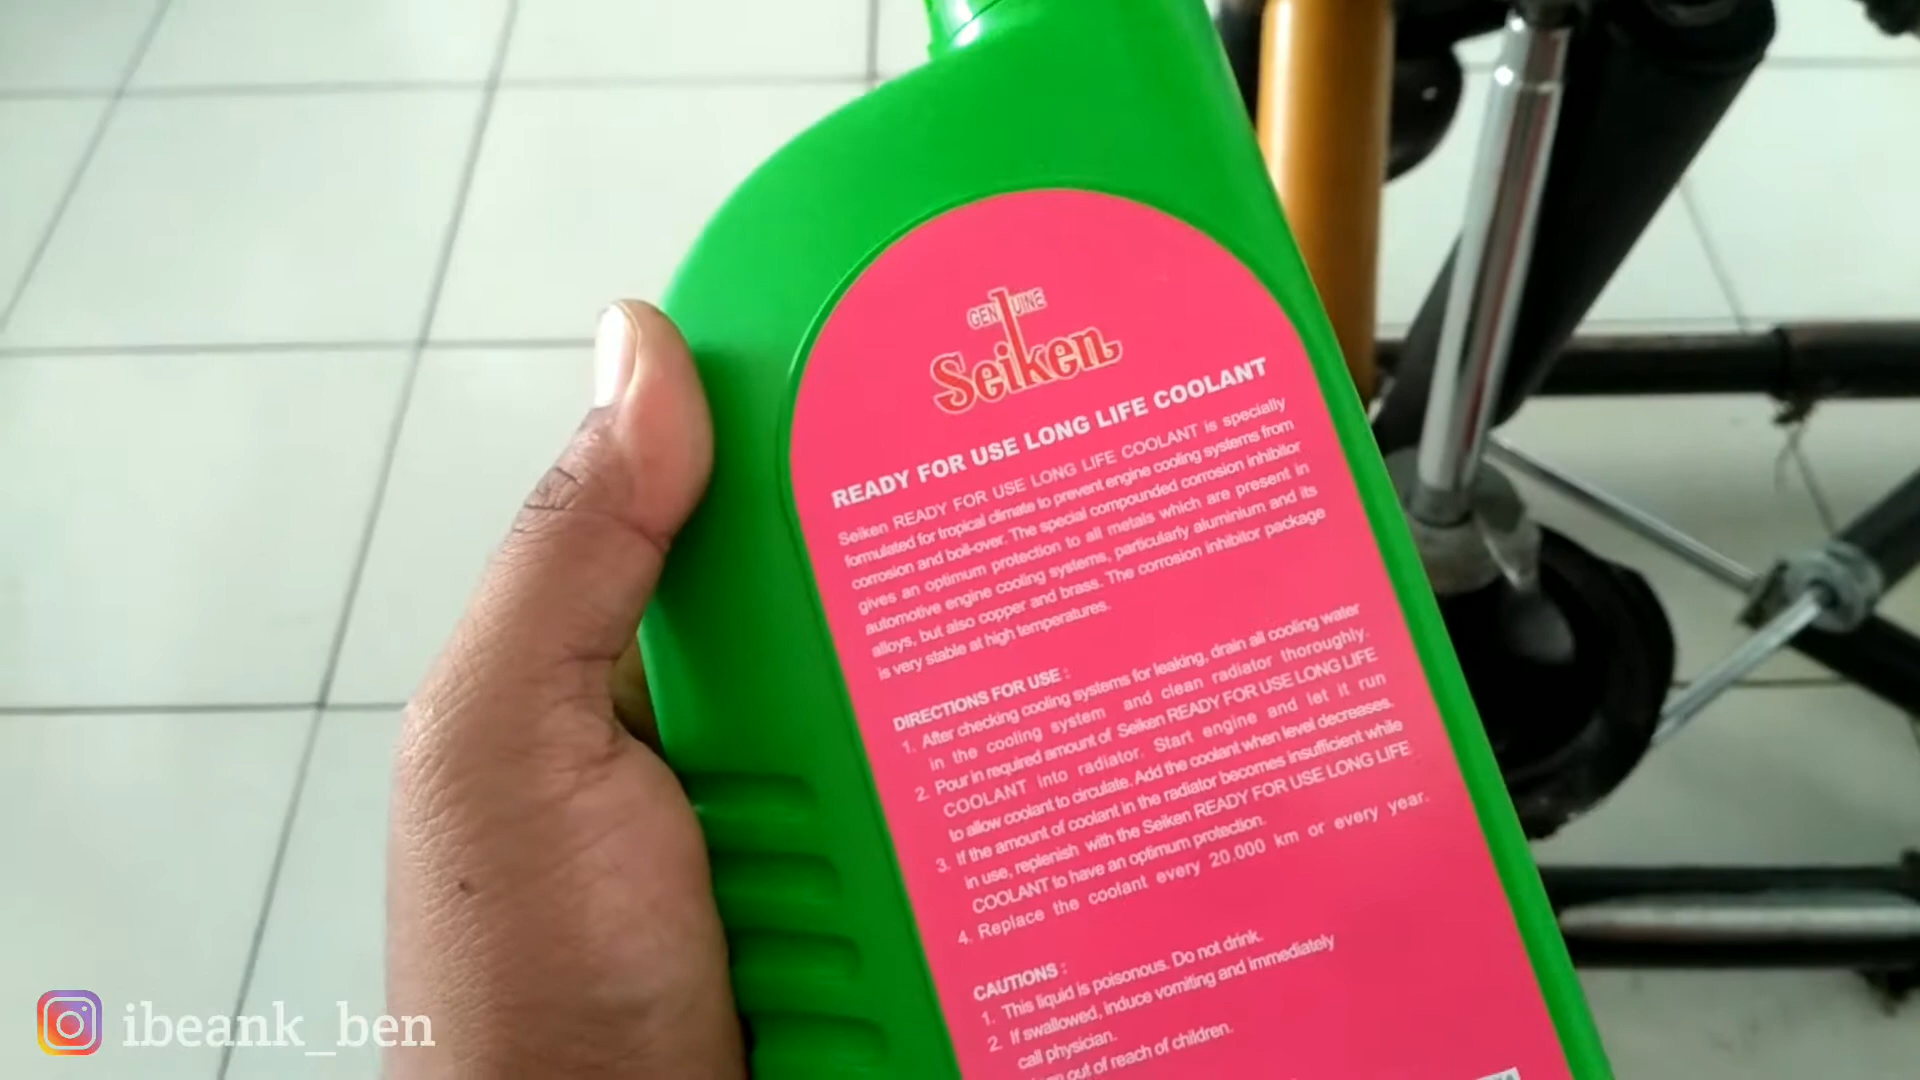 GEN1UINE
Seiken
READY FOR USE LONG LIFE COOLANT
Seiken READY FOR USE LONG LIFE COOLANT is specially
formulated for tropical climate to prevent engine cooling systems from
corrosion and boil-over. The special compounded corrosion inhibitor
gives an optimum protection to all metals which are present in
automotive engine cooling systems, particularly aluminium and its
alloys, but also copper and brass. The corrosion inhibitor package
is very stable at high temperatures.
DIRECTIONS FOR USE :
1. After checking cooling systems for leaking, drain all cooling water
in the cooling system and clean radiator thoroughly.
2. Pour in required amount of Seiken READY FOR USE LONG LIFE
COOLANT into radiator. Start engine and let it run
to allow coolant to circulate. Add the coolant when level decreases.
3. If the amount of coolant in the radiator becomes insufficient while
in use, replenish with the Seiken READY FOR USE LONG LIFE
COOLANT to have an optimum protection.
4. Replace the coolant every 20.000 km or every year.
CAUTIONS :
1. This liquid is poisonous. Do not drink.
2. If swallowed, induce vomiting and immediately
call physician.
out of reach of children.
ibeank_ben